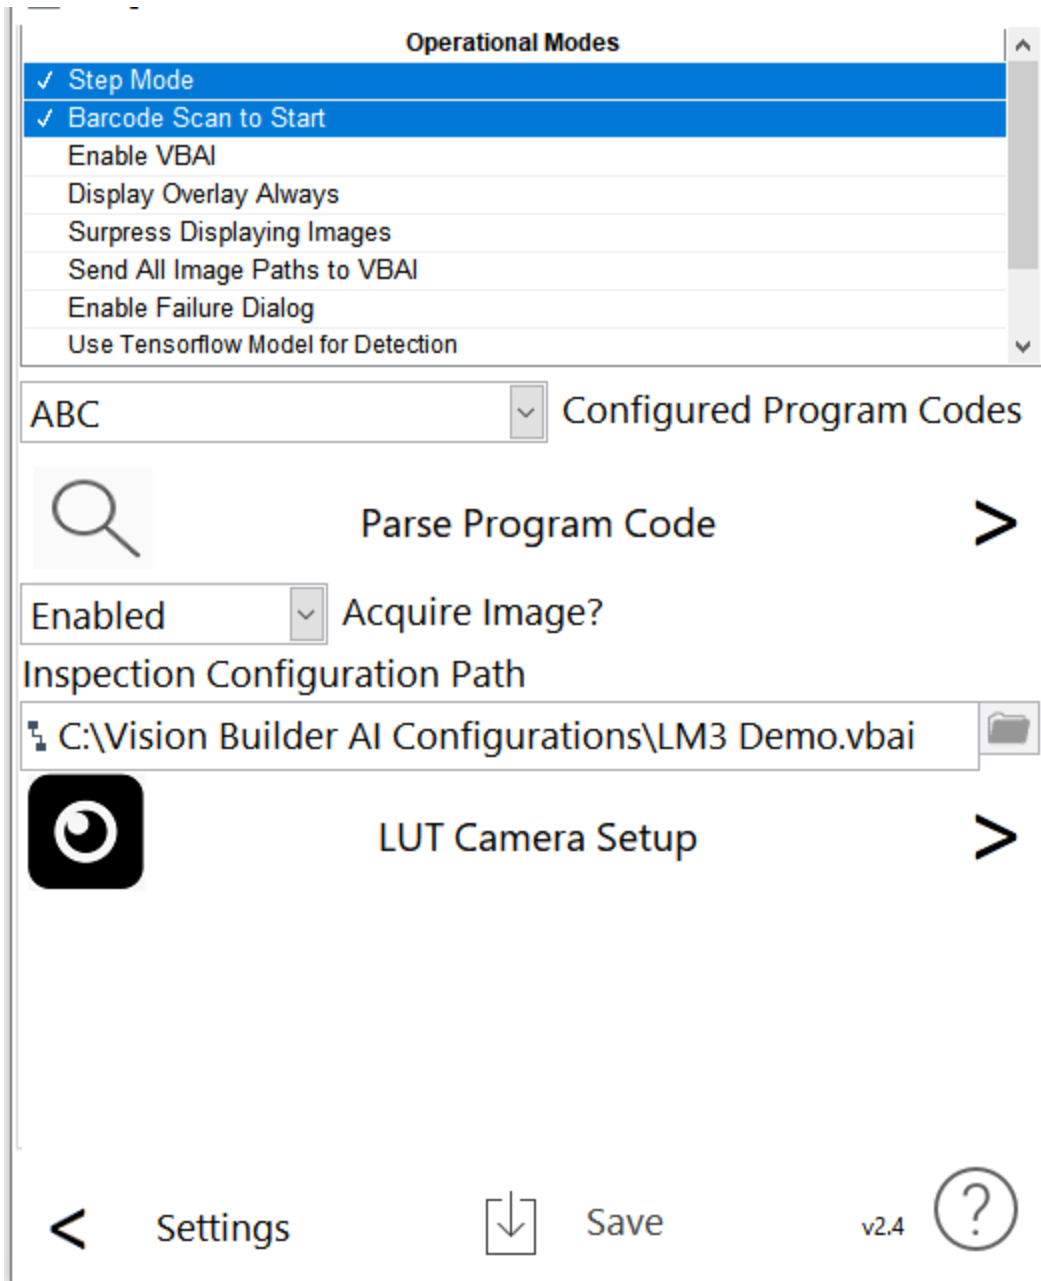 Operational Modes
✓ Step Mode
✓ Barcode Scan to Start
Enable VBAI
Display Overlay Always
Surpress Displaying Images
Send All Image Paths to VBAI
Enable Failure Dialog
Use Tensorflow Model for Detection
ABC
Configured Program Codes
Parse Program Code >
Enabled
Acquire Image?
Inspection Configuration Path
C:\Vision Builder AI Configurations\LM3 Demo.vbai
LUT Camera Setup >
< Settings
Save
v2.4
?